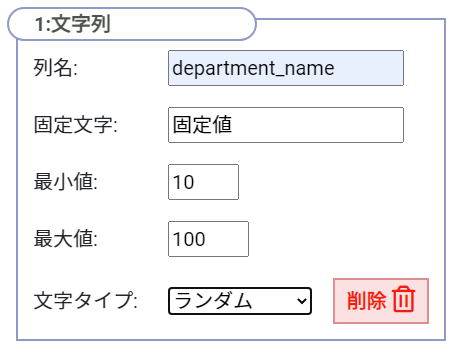 1:文字列
列名: department_name
固定文字: 固定値
最小値: 10
最大値: 100
文字タイプ: ランダム 削除